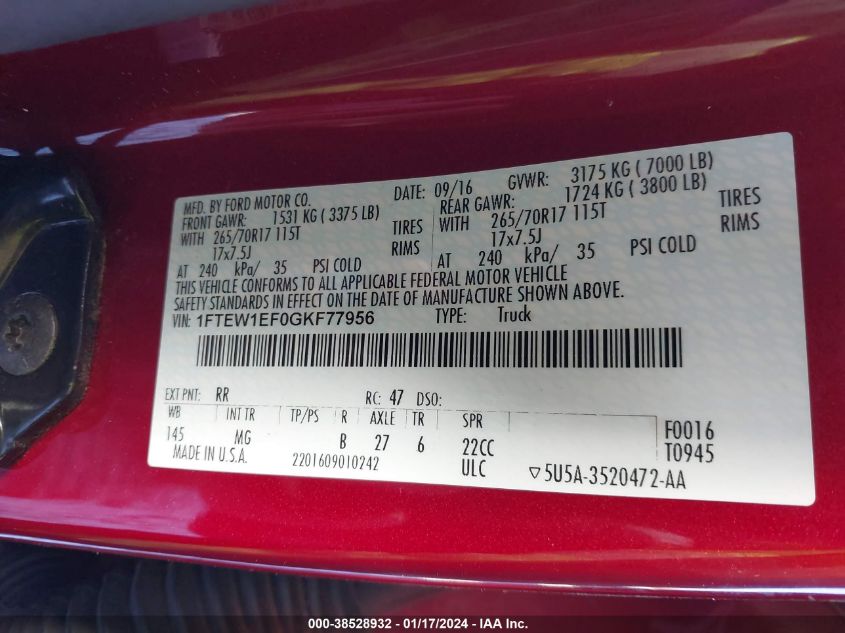 MFD. BY FORD MOTOR CO. DATE: 09/16 GVWR: 3175 KG ( 7000 LB)
FRONT GAWR: 1531 KG ( 3375 LB) REAR GAWR: 1724 KG ( 3800 LB)
WITH 265/70R17 115T TIRES WITH 265/70R17 115T TIRES
17x7.5J RIMS 17x7.5J RIMS
AT 240 kPa/ 35 PSI COLD AT 240 kPa/ 35 PSI COLD
THIS VEHICLE CONFORMS TO ALL APPLICABLE FEDERAL MOTOR VEHICLE
SAFETY STANDARDS IN EFFECT ON THE DATE OF MANUFACTURE SHOWN ABOVE.
VIN: 1FTEW1EF0GKF77956 TYPE: Truck
EXT PNT: RR RC: 47 DSO:
WB INT TR TP/PS R AXLE TR SPR F0016
145 MG B 27 6 22CC T0945
MADE IN U.S.A. 2201609010242 ULC ▽5U5A-3520472-AA
000-38528932 - 01/17/2024 - IAA Inc.